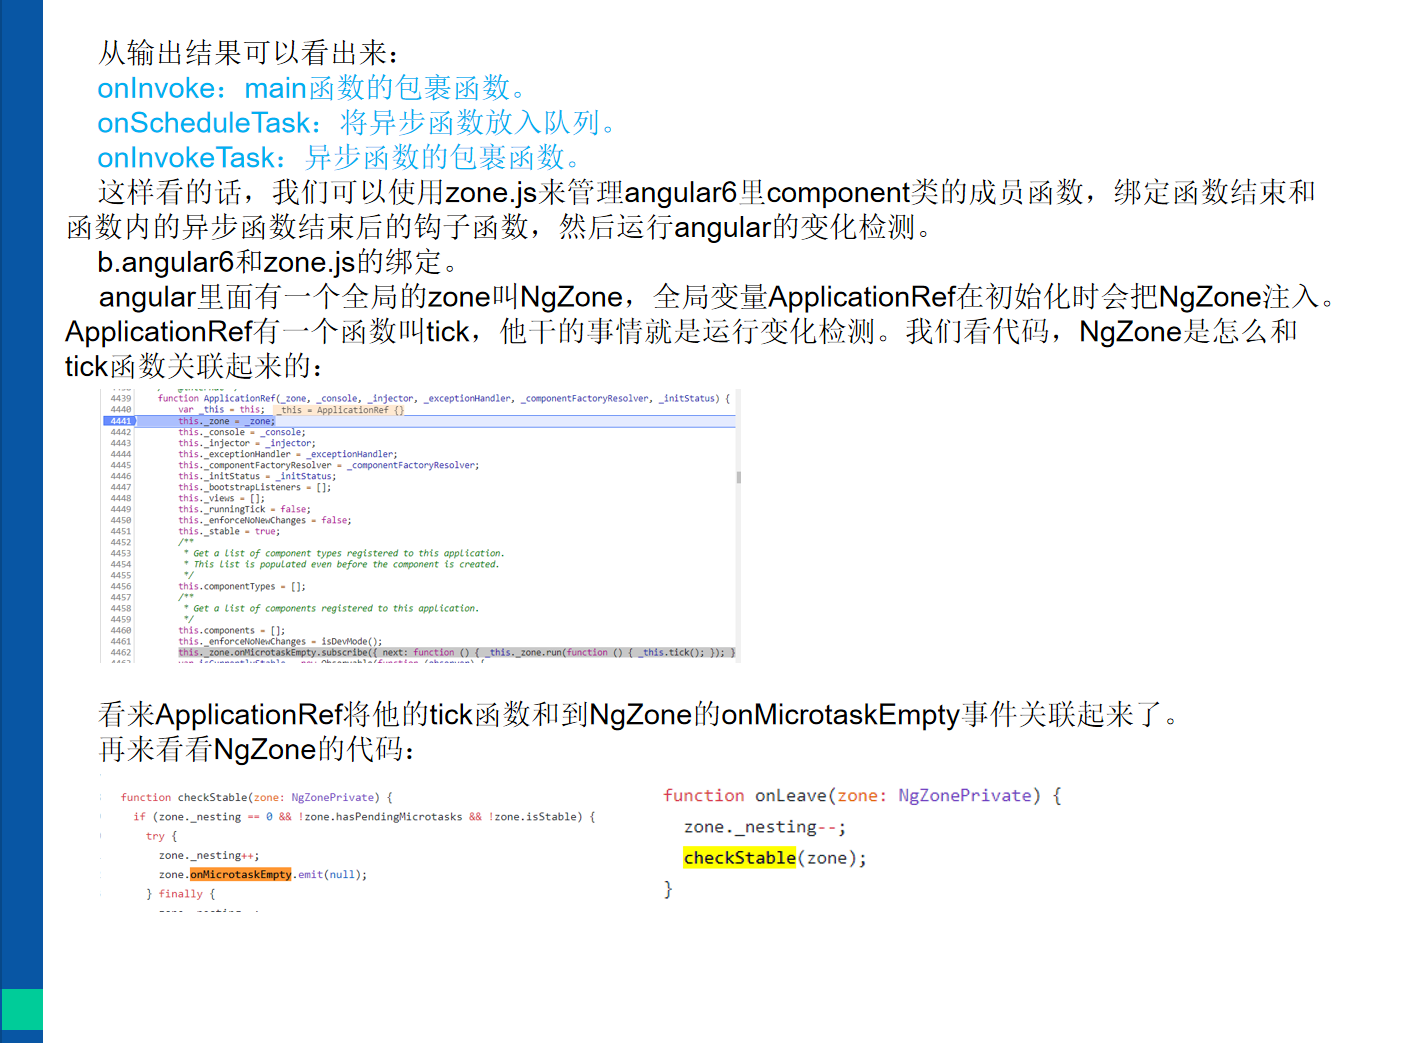 从输出结果可以看出来：
onInvoke：main函数的包裹函数。
onScheduleTask：将异步函数放入队列。
onInvokeTask：异步函数的包裹函数。
这样看的话，我们可以使用zone.js来管理angular6里component类的成员函数，绑定函数结束和
函数内的异步函数结束后的钩子函数，然后运行angular的变化检测。
b.angular6和zone.js的绑定。
angular里面有一个全局的zone叫NgZone，全局变量ApplicationRef在初始化时会把NgZone注入。
ApplicationRef有一个函数叫tick，他干的事情就是运行变化检测。我们看代码，NgZone是怎么和
tick函数关联起来的：
4439 function ApplicationRef(_zone, _console, _injector, _exceptionHandler, _componentFactoryResolver, _initStatus) {
4440 var _this = this; _this = ApplicationRef {}
4441 this._zone = _zone;
4442 this._console = _console;
4443 this._injector = _injector;
4444 this._exceptionHandler = _exceptionHandler;
4445 this._componentFactoryResolver = _componentFactoryResolver;
4446 this._initStatus = _initStatus;
4447 this._bootstrapListeners = [];
4448 this._views = [];
4449 this._runningTick = false;
4450 this._enforceNoNewChanges = false;
4451 this._stable = true;
4452 /**
4453 * Get a list of component types registered to this application.
4454 * This list is populated even before the component is created.
4455 */
4456 this.componentTypes = [];
4457 /**
4458 * Get a list of components registered to this application.
4459 */
4460 this.components = [];
4461 this._enforceNoNewChanges = isDevMode();
4462 this._zone.onMicrotaskEmpty.subscribe({ next: function () { _this._zone.run(function () { _this.tick(); }); }
看来ApplicationRef将他的tick函数和到NgZone的onMicrotaskEmpty事件关联起来了。
再来看看NgZone的代码：
function checkStable(zone: NgZonePrivate) {
if (zone._nesting == 0 && !zone.hasPendingMicrotasks && !zone.isStable) {
try {
zone._nesting++;
zone.onMicrotaskEmpty.emit(null);
} finally {
function onLeave(zone: NgZonePrivate) {
zone._nesting--;
checkStable(zone);
}